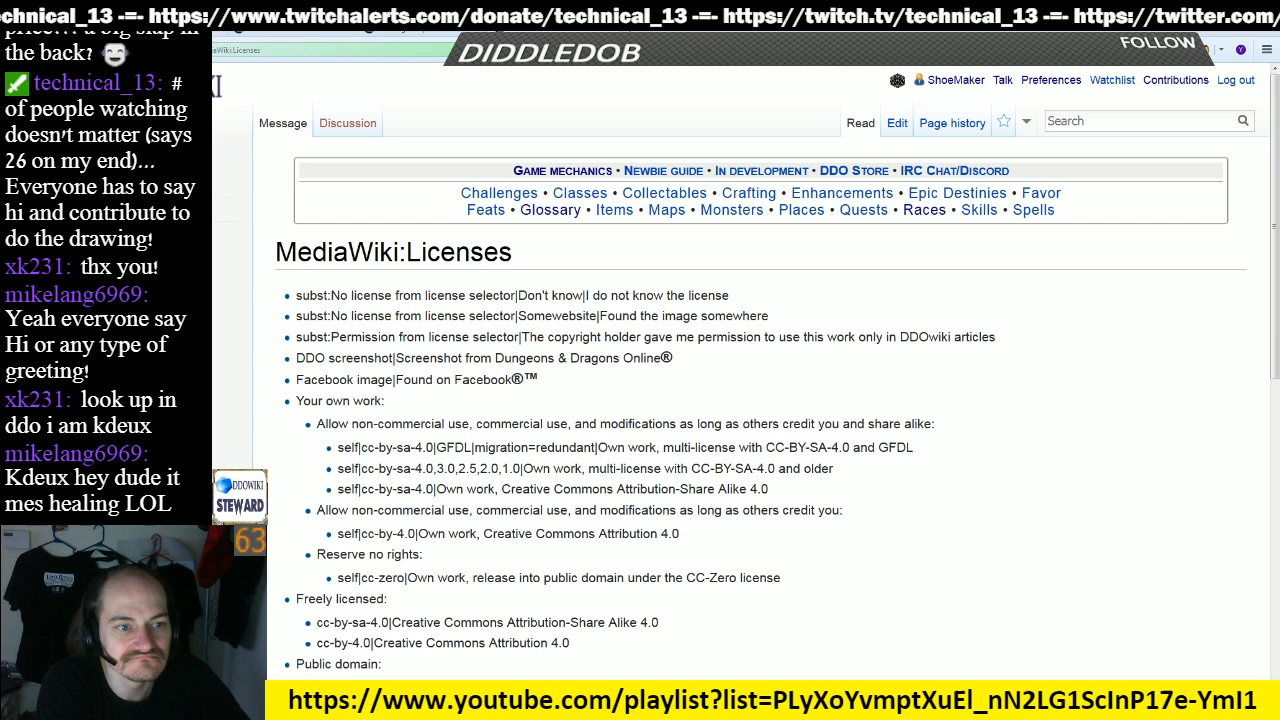 echnical_13 -=- https://www.twitchalerts.com/donate/technical_13 -=- https://twitch.tv/technical_13 -=- https://twitter.com/
price... a big slap in
the back?
technical_13: #
of people watching
doesn't matter (says
26 on my end)...
Everyone has to say
hi and contribute to
do the drawing!
xk231: thx you!
mikelang6969:
Yeah everyone say
Hi or any type of
greeting!
xk231: look up in
ddo i am kdeux
mikelang6969:
Kdeux hey dude it
mes healing LOL
DDOWIKI
STEWARD
63
DIDDLEDOB
FOLLOW
aWiki:Licenses
ShoeMaker Talk Preferences Watchlist Contributions Log out
Message Discussion Read Edit Page history Search
GAME MECHANICS • NEWBIE GUIDE • IN DEVELOPMENT • DDO STORE • IRC CHAT/DISCORD
Challenges • Classes • Collectables • Crafting • Enhancements • Epic Destinies • Favor
Feats • Glossary • Items • Maps • Monsters • Places • Quests • Races • Skills • Spells
MediaWiki:Licenses
• subst:No license from license selector|Don't know|I do not know the license
• subst:No license from license selector|Somewebsite|Found the image somewhere
• subst:Permission from license selector|The copyright holder gave me permission to use this work only in DDOwiki articles
• DDO screenshot|Screenshot from Dungeons & Dragons Online®
• Facebook image|Found on Facebook®™
• Your own work:
• Allow non-commercial use, commercial use, and modifications as long as others credit you and share alike:
• self|cc-by-sa-4.0|GFDL|migration=redundant|Own work, multi-license with CC-BY-SA-4.0 and GFDL
• self|cc-by-sa-4.0,3.0,2.5,2.0,1.0|Own work, multi-license with CC-BY-SA-4.0 and older
• self|cc-by-sa-4.0|Own work, Creative Commons Attribution-Share Alike 4.0
• Allow non-commercial use, commercial use, and modifications as long as others credit you:
• self|cc-by-4.0|Own work, Creative Commons Attribution 4.0
• Reserve no rights:
• self|cc-zero|Own work, release into public domain under the CC-Zero license
• Freely licensed:
• cc-by-sa-4.0|Creative Commons Attribution-Share Alike 4.0
• cc-by-4.0|Creative Commons Attribution 4.0
• Public domain:
https://www.youtube.com/playlist?list=PLyXoYvmptXuEl_nN2LG1ScInP17e-YmI1